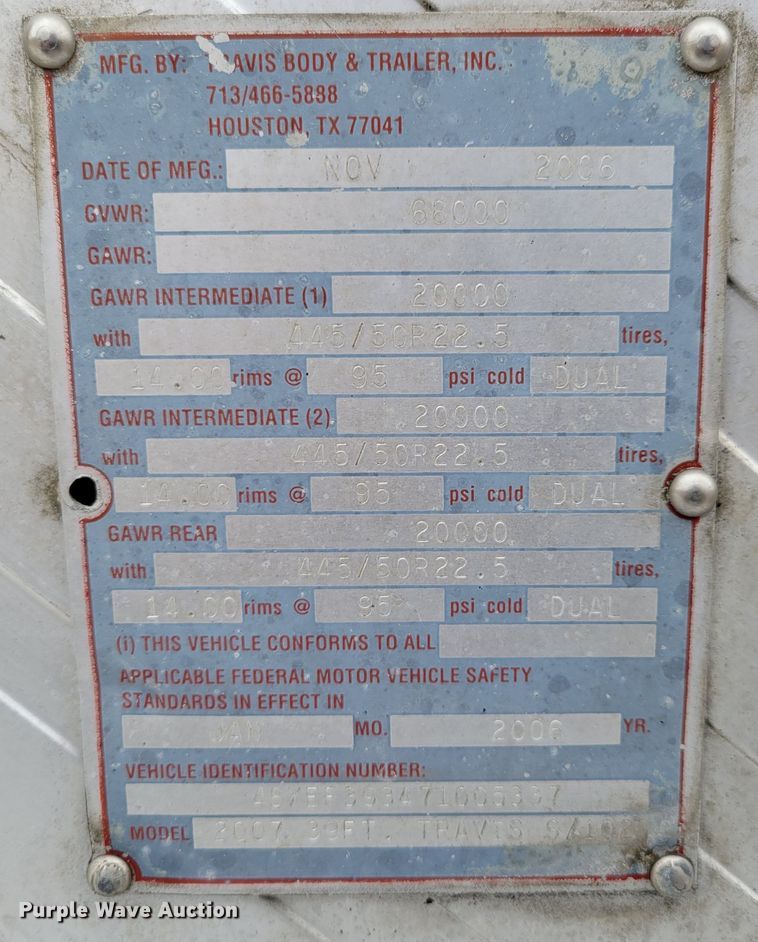 MFG. BY: TRAVIS BODY & TRAILER, INC.
713/466-5888
HOUSTON, TX 77041
DATE OF MFG.: NOV 2006
GVWR: 68000
GAWR:
GAWR INTERMEDIATE (1) 20000
with 445/50R22.5 tires,
14.00 rims @ 95 psi cold DUAL
GAWR INTERMEDIATE (2) 20000
with 445/50R22.5 tires,
14.00 rims @ 95 psi cold DUAL
GAWR REAR 20000
with 445/50R22.5 tires,
14.00 rims @ 95 psi cold DUAL
(i) THIS VEHICLE CONFORMS TO ALL
APPLICABLE FEDERAL MOTOR VEHICLE SAFETY
STANDARDS IN EFFECT IN
JAN MO. 2006 YR.
VEHICLE IDENTIFICATION NUMBER:
MODEL 2007 39FT. TRAVIS
Purple Wave Auction